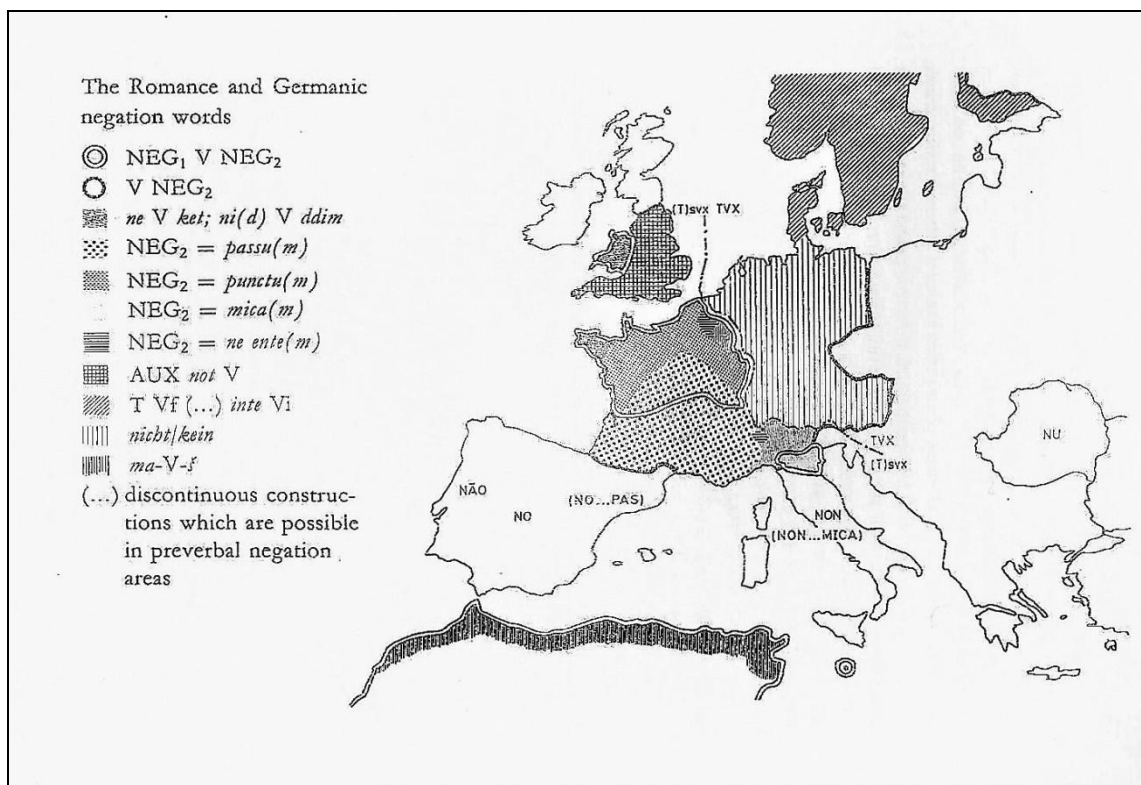 The Romance and Germanic
negation words
NEG₁ V NEG₂
V NEG₂
ne V ket; ni(d) V ddim
NEG₂ = passu(m)
NEG₂ = punctu(m)
NEG₂ = mica(m)
NEG₂ = ne ente(m)
AUX not V
T Vf (...) inte Vi
nicht/kein
ma-V-š
(...) discontinuous construc-
tions which are possible
in preverbal negation
areas
(T)svx TVX
NU
TVX
(T)svx
NÃO
NO
(NO...PAS)
NON
(NON...MICA)